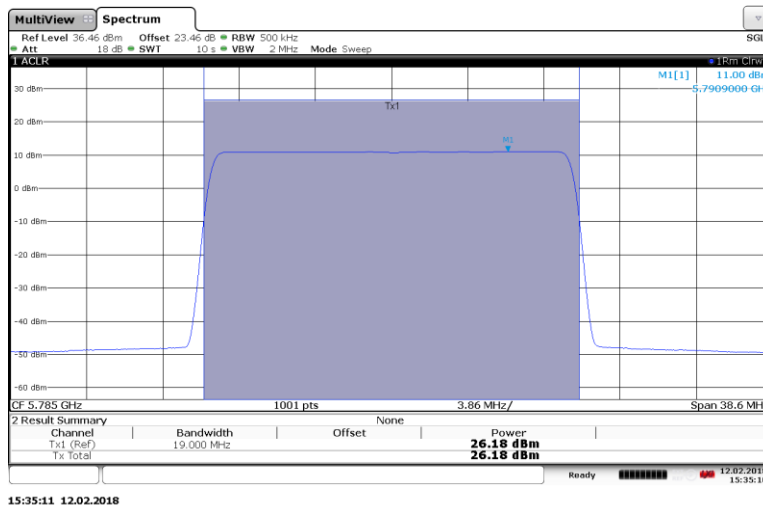 MultiView Spectrum
Ref Level 36.46 dBm Offset 23.46 dB RBW 500 kHz
SGL
Att 18 dB SWT 10 s VBW 2 MHz Mode Sweep
1 ACLR 1Rm Clrw
M1[1] 11.00 dBm
5.7909000 GH
30 dBm
Tx1
20 dBm
M1
10 dBm
0 dBm
-10 dBm
-20 dBm
-30 dBm
-40 dBm
-50 dBm
-60 dBm
CF 5.785 GHz 1001 pts 3.86 MHz/ Span 38.6 MH
2 Result Summary None
Channel Bandwidth Offset Power
Tx1 (Ref) 19.000 MHz 26.18 dBm
Tx Total 26.18 dBm
Ready 12.02.2018
15:35:10
15:35:11 12.02.2018